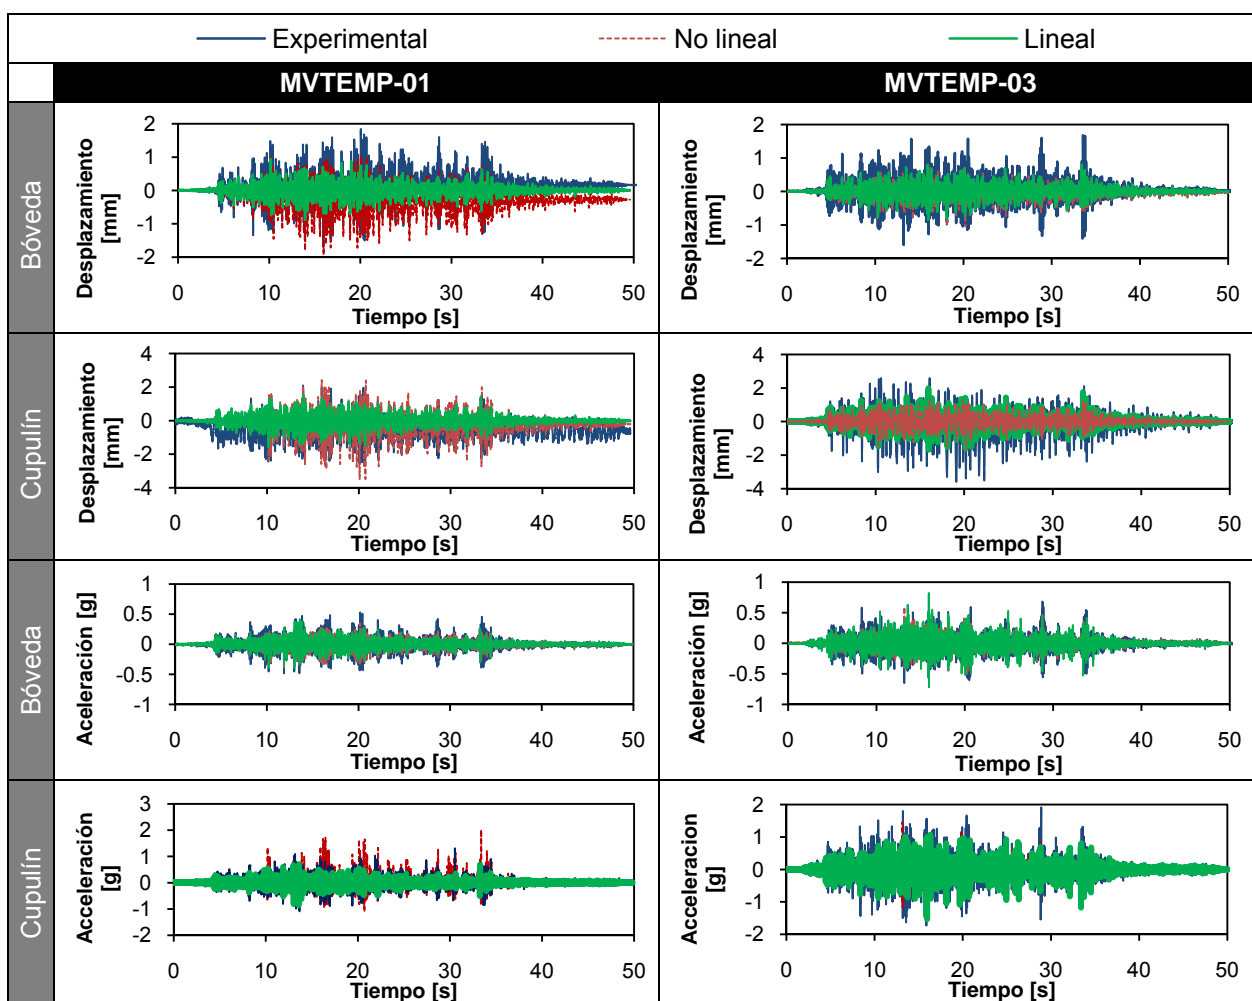 Experimental No lineal Lineal
MVTEMP-01 MVTEMP-03
Bóveda
Desplazamiento
[mm]
2
1
0
-1
-2
0 10 20 30 40 50
Tiempo [s]
Desplazamiento
[mm]
2
1
0
-1
-2
0 10 20 30 40 50
Tiempo [s]
Cupulín
Desplazamiento
[mm]
4
2
0
-2
-4
0 10 20 30 40 50
Tiempo [s]
Desplazamiento
[mm]
4
2
0
-2
-4
0 10 20 30 40 50
Tiempo [s]
Bóveda
Aceleración [g]
1
0.5
0
-0.5
-1
0 10 20 30 40 50
Tiempo [s]
Aceleración [g]
1
0.5
0
-0.5
-1
0 10 20 30 40 50
Tiempo [s]
Cupulín
Acceleración
[g]
3
2
1
0
-1
-2
0 10 20 30 40 50
Tiempo [s]
Aceleracion
[g]
2
1
0
-1
-2
0 10 20 30 40 50
Tiempo [s]